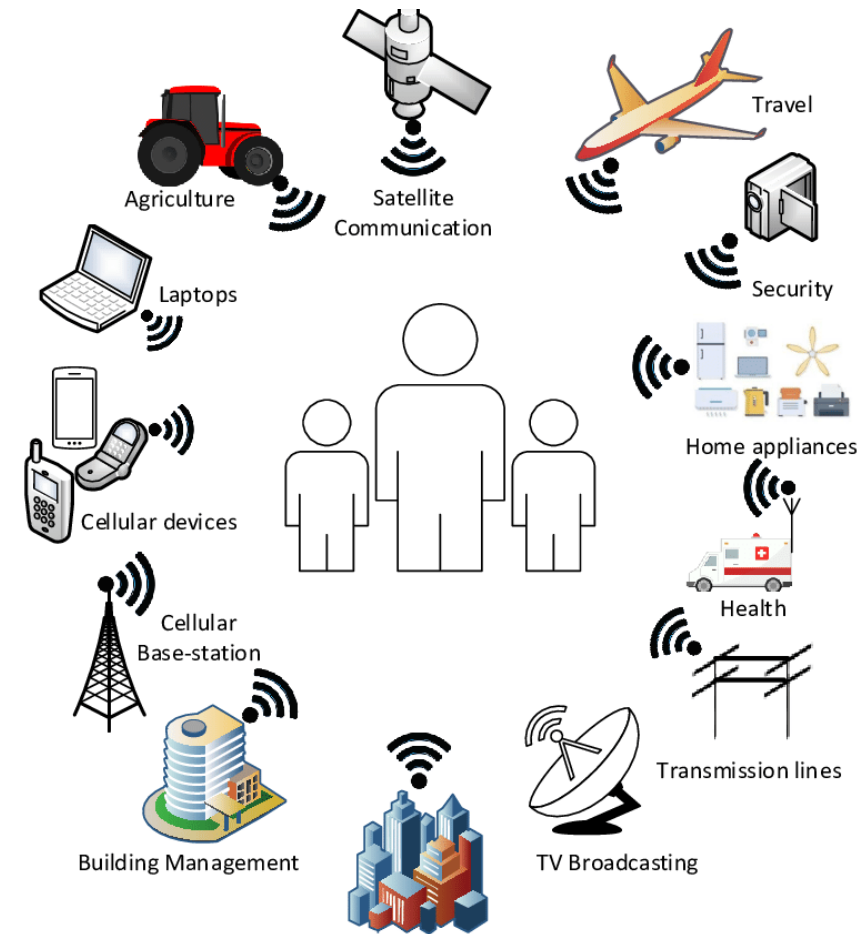 Travel
Agriculture
Satellite
Communication
Security
Laptops
Home appliances
Cellular devices
Health
Cellular
Base-station
Transmission lines
Building Management
TV Broadcasting